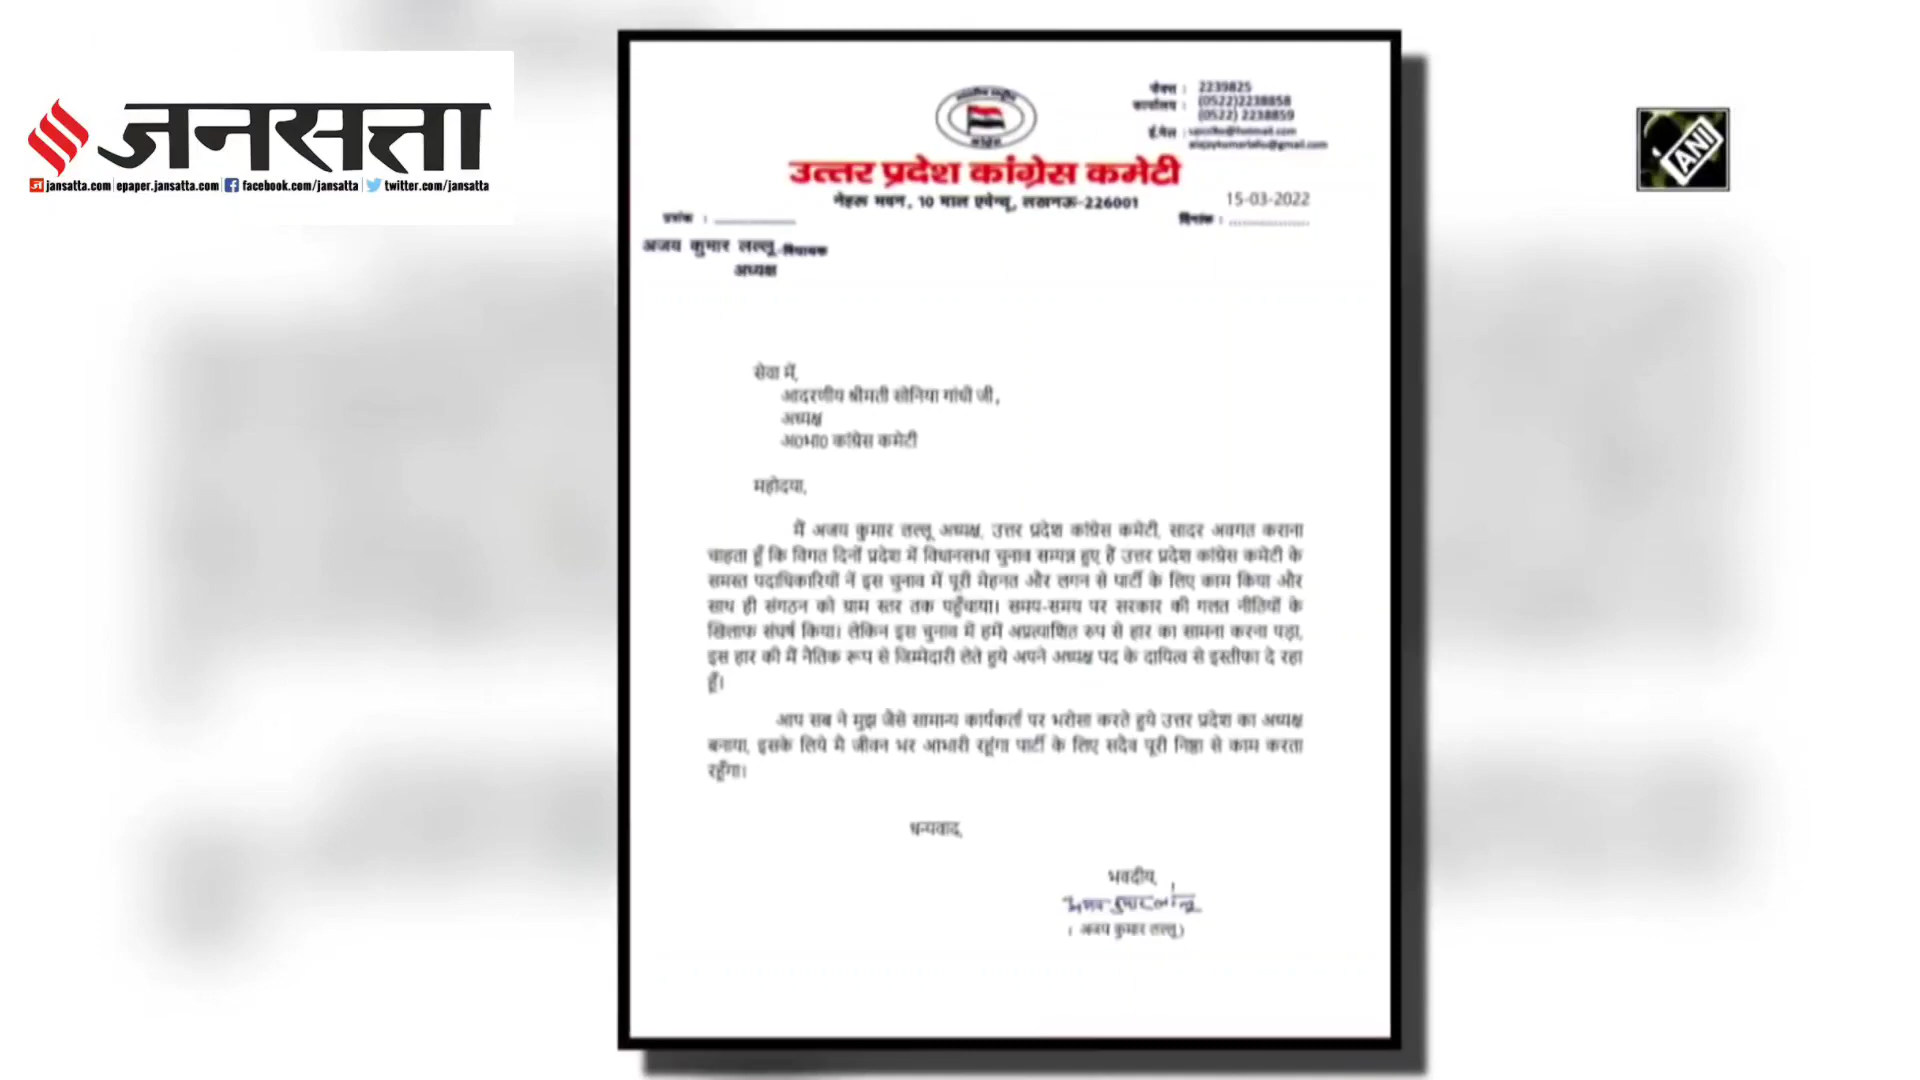 जनसत्ता
jansatta.com epaper.jansatta.com facebook.com/jansatta twitter.com/jansatta
ANI
2239825
कार्यालय : (0522)2238858
(0522) 2238859
ई.मेल :
उत्तर प्रदेश कांग्रेस कमेटी
नेहरू भवन, 10 माल एवेन्यू, लखनऊ-226001
15-03-2022
दिनांक : ..................
अजय कुमार लल्लू विधायक
अध्यक्ष
सेवा में,
आदरणीय श्रीमती सोनिया गांधी जी,
अध्यक्ष
अ0भा0 कांग्रेस कमेटी
महोदया,
मैं अजय कुमार लल्लू अध्यक्ष, उत्तर प्रदेश कांग्रेस कमेटी, सादर अवगत कराना
चाहता हूँ कि विगत दिनों प्रदेश में विधानसभा चुनाव सम्पन्न हुए हैं उत्तर प्रदेश कांग्रेस कमेटी के
समस्त पदाधिकारियों नें इस चुनाव में पूरी मेहनत और लगन से पार्टी के लिए काम किया और
साथ ही संगठन को ग्राम स्तर तक पहुँचाया। समय-समय पर सरकार की गलत नीतियों के
खिलाफ संघर्ष किया। लेकिन इस चुनाव में हमें अप्रत्याशित रुप से हार का सामना करना पड़ा,
इस हार की मैं नैतिक रूप से जिम्मेदारी लेते हुये अपने अध्यक्ष पद के दायित्व से इस्तीफा दे रहा
हूँ।
आप सब ने मुझ जैसे सामान्य कार्यकर्ता पर भरोसा करते हुये उत्तर प्रदेश का अध्यक्ष
बनाया, इसके लिये मै जीवन भर आभारी रहूंगा पार्टी के लिए सदैव पूरी निष्ठा से काम करता
रहूँगा।
धन्यवाद,
भवदीय,
( अजय कुमार लल्लू)